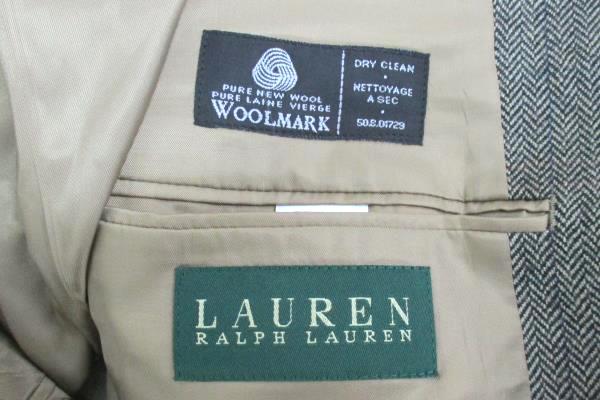 PURE NEW WOOL
PURE LAINE VIERGE
WOOLMARK
DRY CLEAN
•
NETTOYAGE
A SEC
•
50.8.01729
LAUREN
RALPH LAUREN